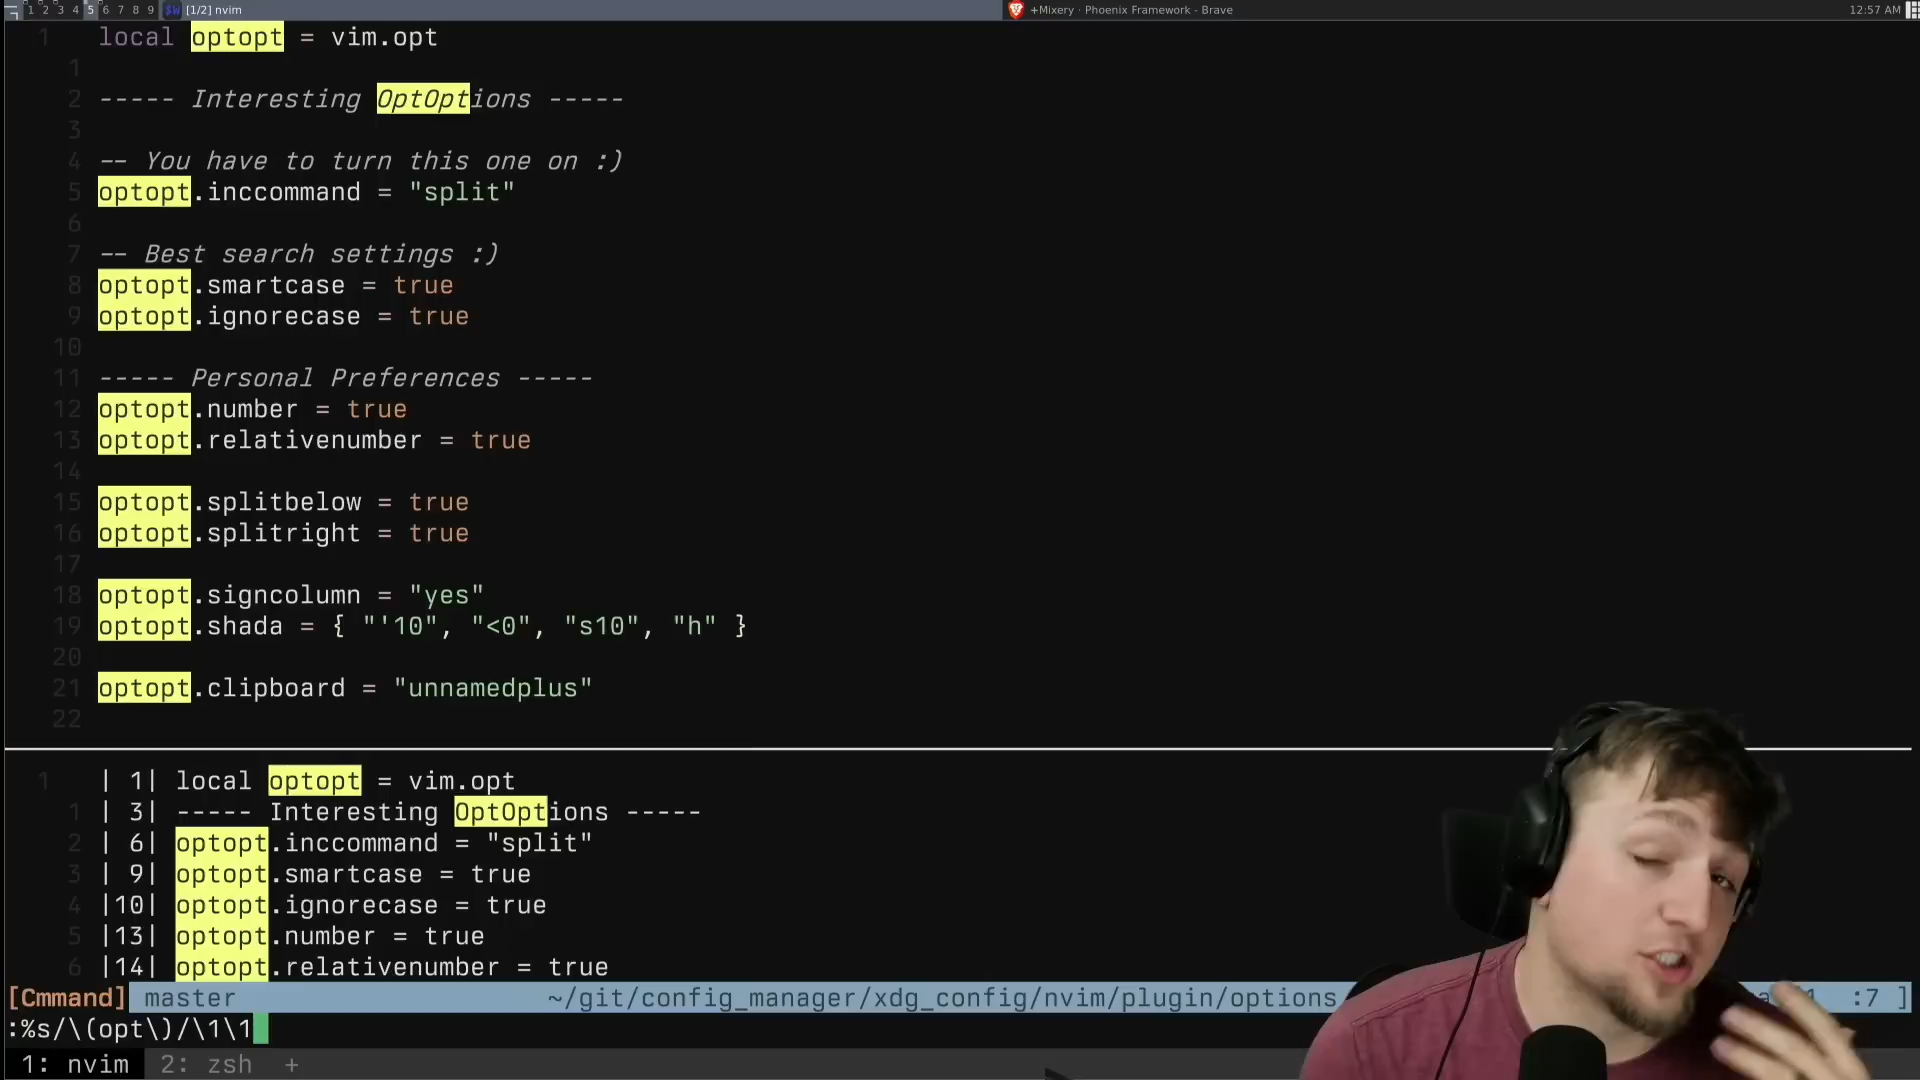 1 2 3 4 5 6 7 8 9 $W [1/2] nvim +Mixery · Phoenix Framework - Brave 12:57 AM
1 local optopt = vim.opt
1
2 ----- Interesting OptOptions -----
3
4 -- You have to turn this one on :)
5 optopt.inccommand = "split"
6
7 -- Best search settings :)
8 optopt.smartcase = true
9 optopt.ignorecase = true
10
11 ----- Personal Preferences -----
12 optopt.number = true
13 optopt.relativenumber = true
14
15 optopt.splitbelow = true
16 optopt.splitright = true
17
18 optopt.signcolumn = "yes"
19 optopt.shada = { "'10", "<0", "s10", "h" }
20
21 optopt.clipboard = "unnamedplus"
22
1 | 1| local optopt = vim.opt
1 | 3| ----- Interesting OptOptions -----
2 | 6| optopt.inccommand = "split"
3 | 9| optopt.smartcase = true
4 |10| optopt.ignorecase = true
5 |13| optopt.number = true
6 |14| optopt.relativenumber = true
[Cmmand] master ~/git/config_manager/xdg_config/nvim/plugin/options :7 ]
:%s/\(opt\)/\1\1
1: nvim 2: zsh +